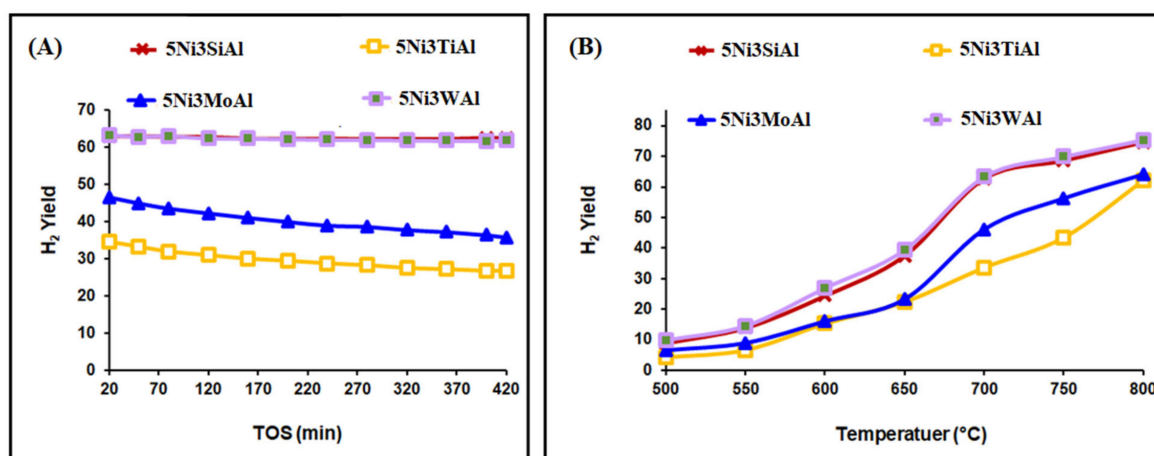 (A)
5Ni3SiAl
5Ni3TiAl
5Ni3MoAl
5Ni3WAl
70
60
50
40
30
20
10
0
H₂ Yield
20 70 120 170 220 270 320 370 420
TOS (min)
(B)
5Ni3SiAl
5Ni3TiAl
5Ni3MoAl
5Ni3WAl
80
70
60
50
40
30
20
10
0
H₂ Yield
500 550 600 650 700 750 800
Temperatuer (°C)